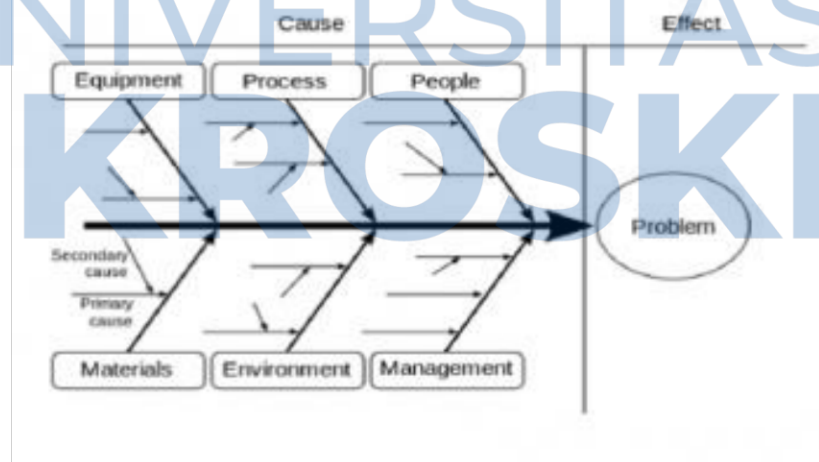 NIVERSITAS
Cause
Effect
Equipment
Process
People
KROSKI
Problem
Secondary
cause
Primary
cause
Materials
Environment
Management